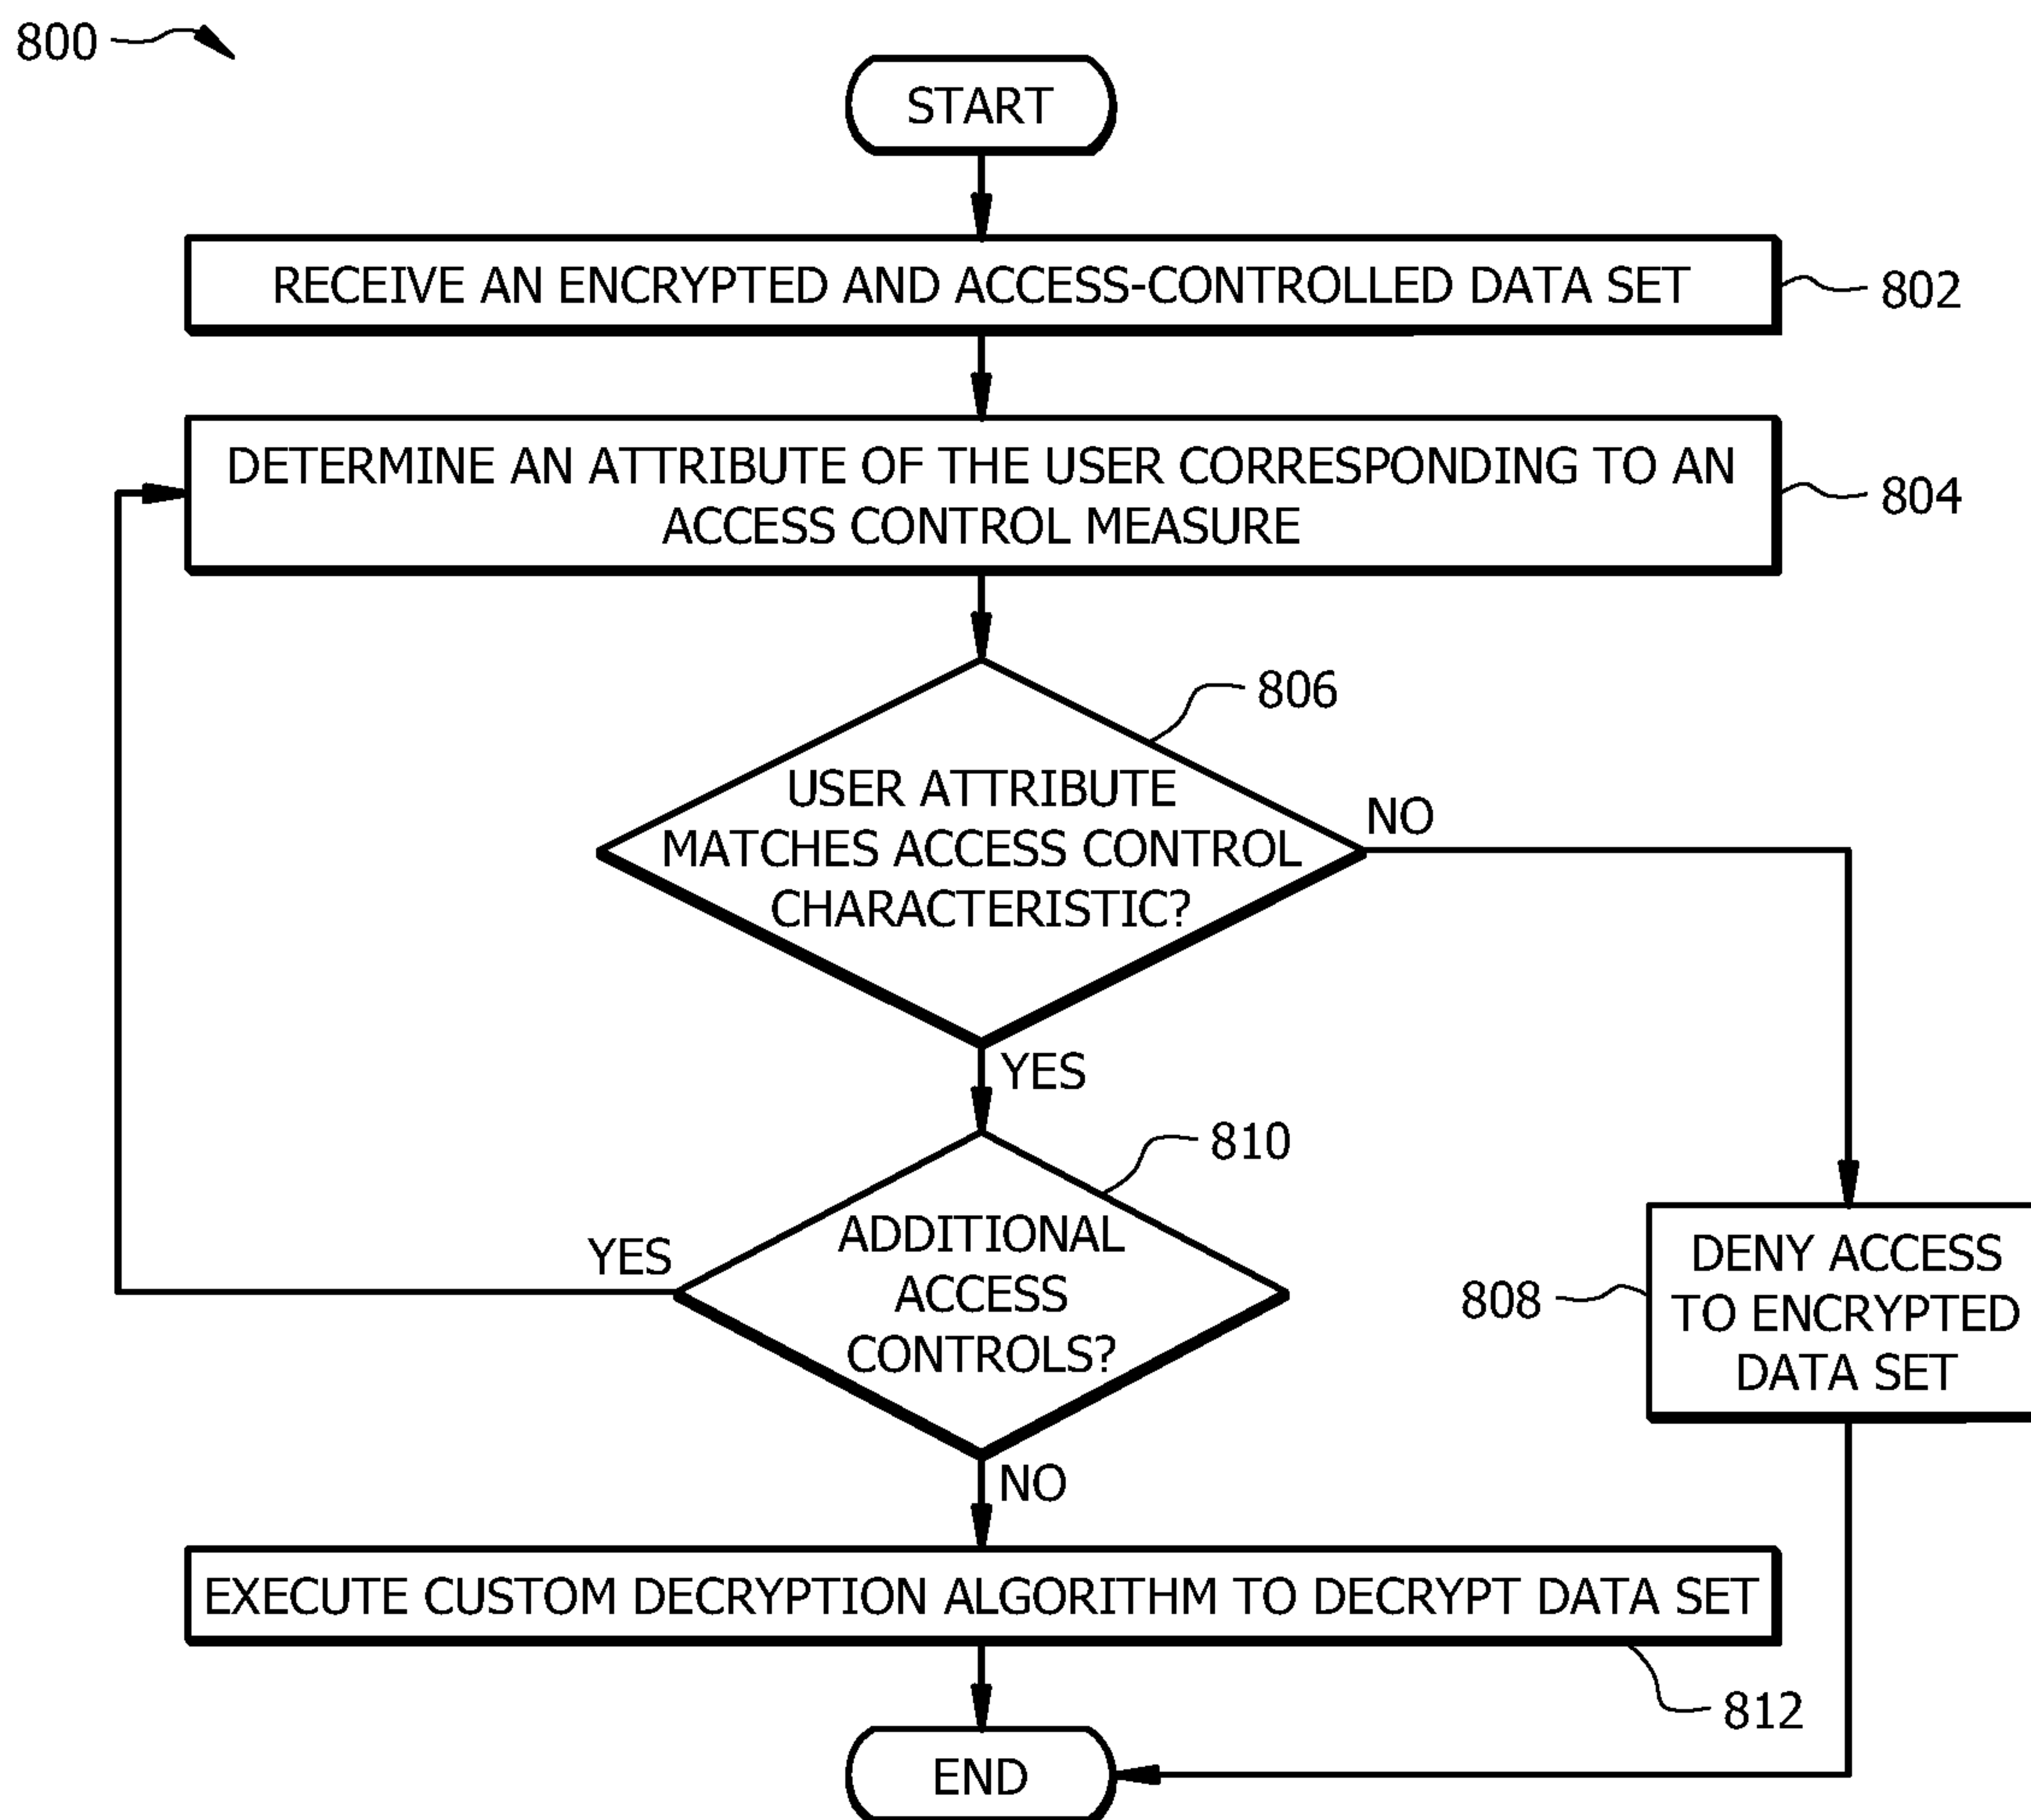 800
START
RECEIVE AN ENCRYPTED AND ACCESS-CONTROLLED DATA SET
802
DETERMINE AN ATTRIBUTE OF THE USER CORRESPONDING TO AN
ACCESS CONTROL MEASURE
804
806
USER ATTRIBUTE
MATCHES ACCESS CONTROL
CHARACTERISTIC?
NO
YES
810
ADDITIONAL
ACCESS
CONTROLS?
YES
NO
808
DENY ACCESS
TO ENCRYPTED
DATA SET
EXECUTE CUSTOM DECRYPTION ALGORITHM TO DECRYPT DATA SET
812
END